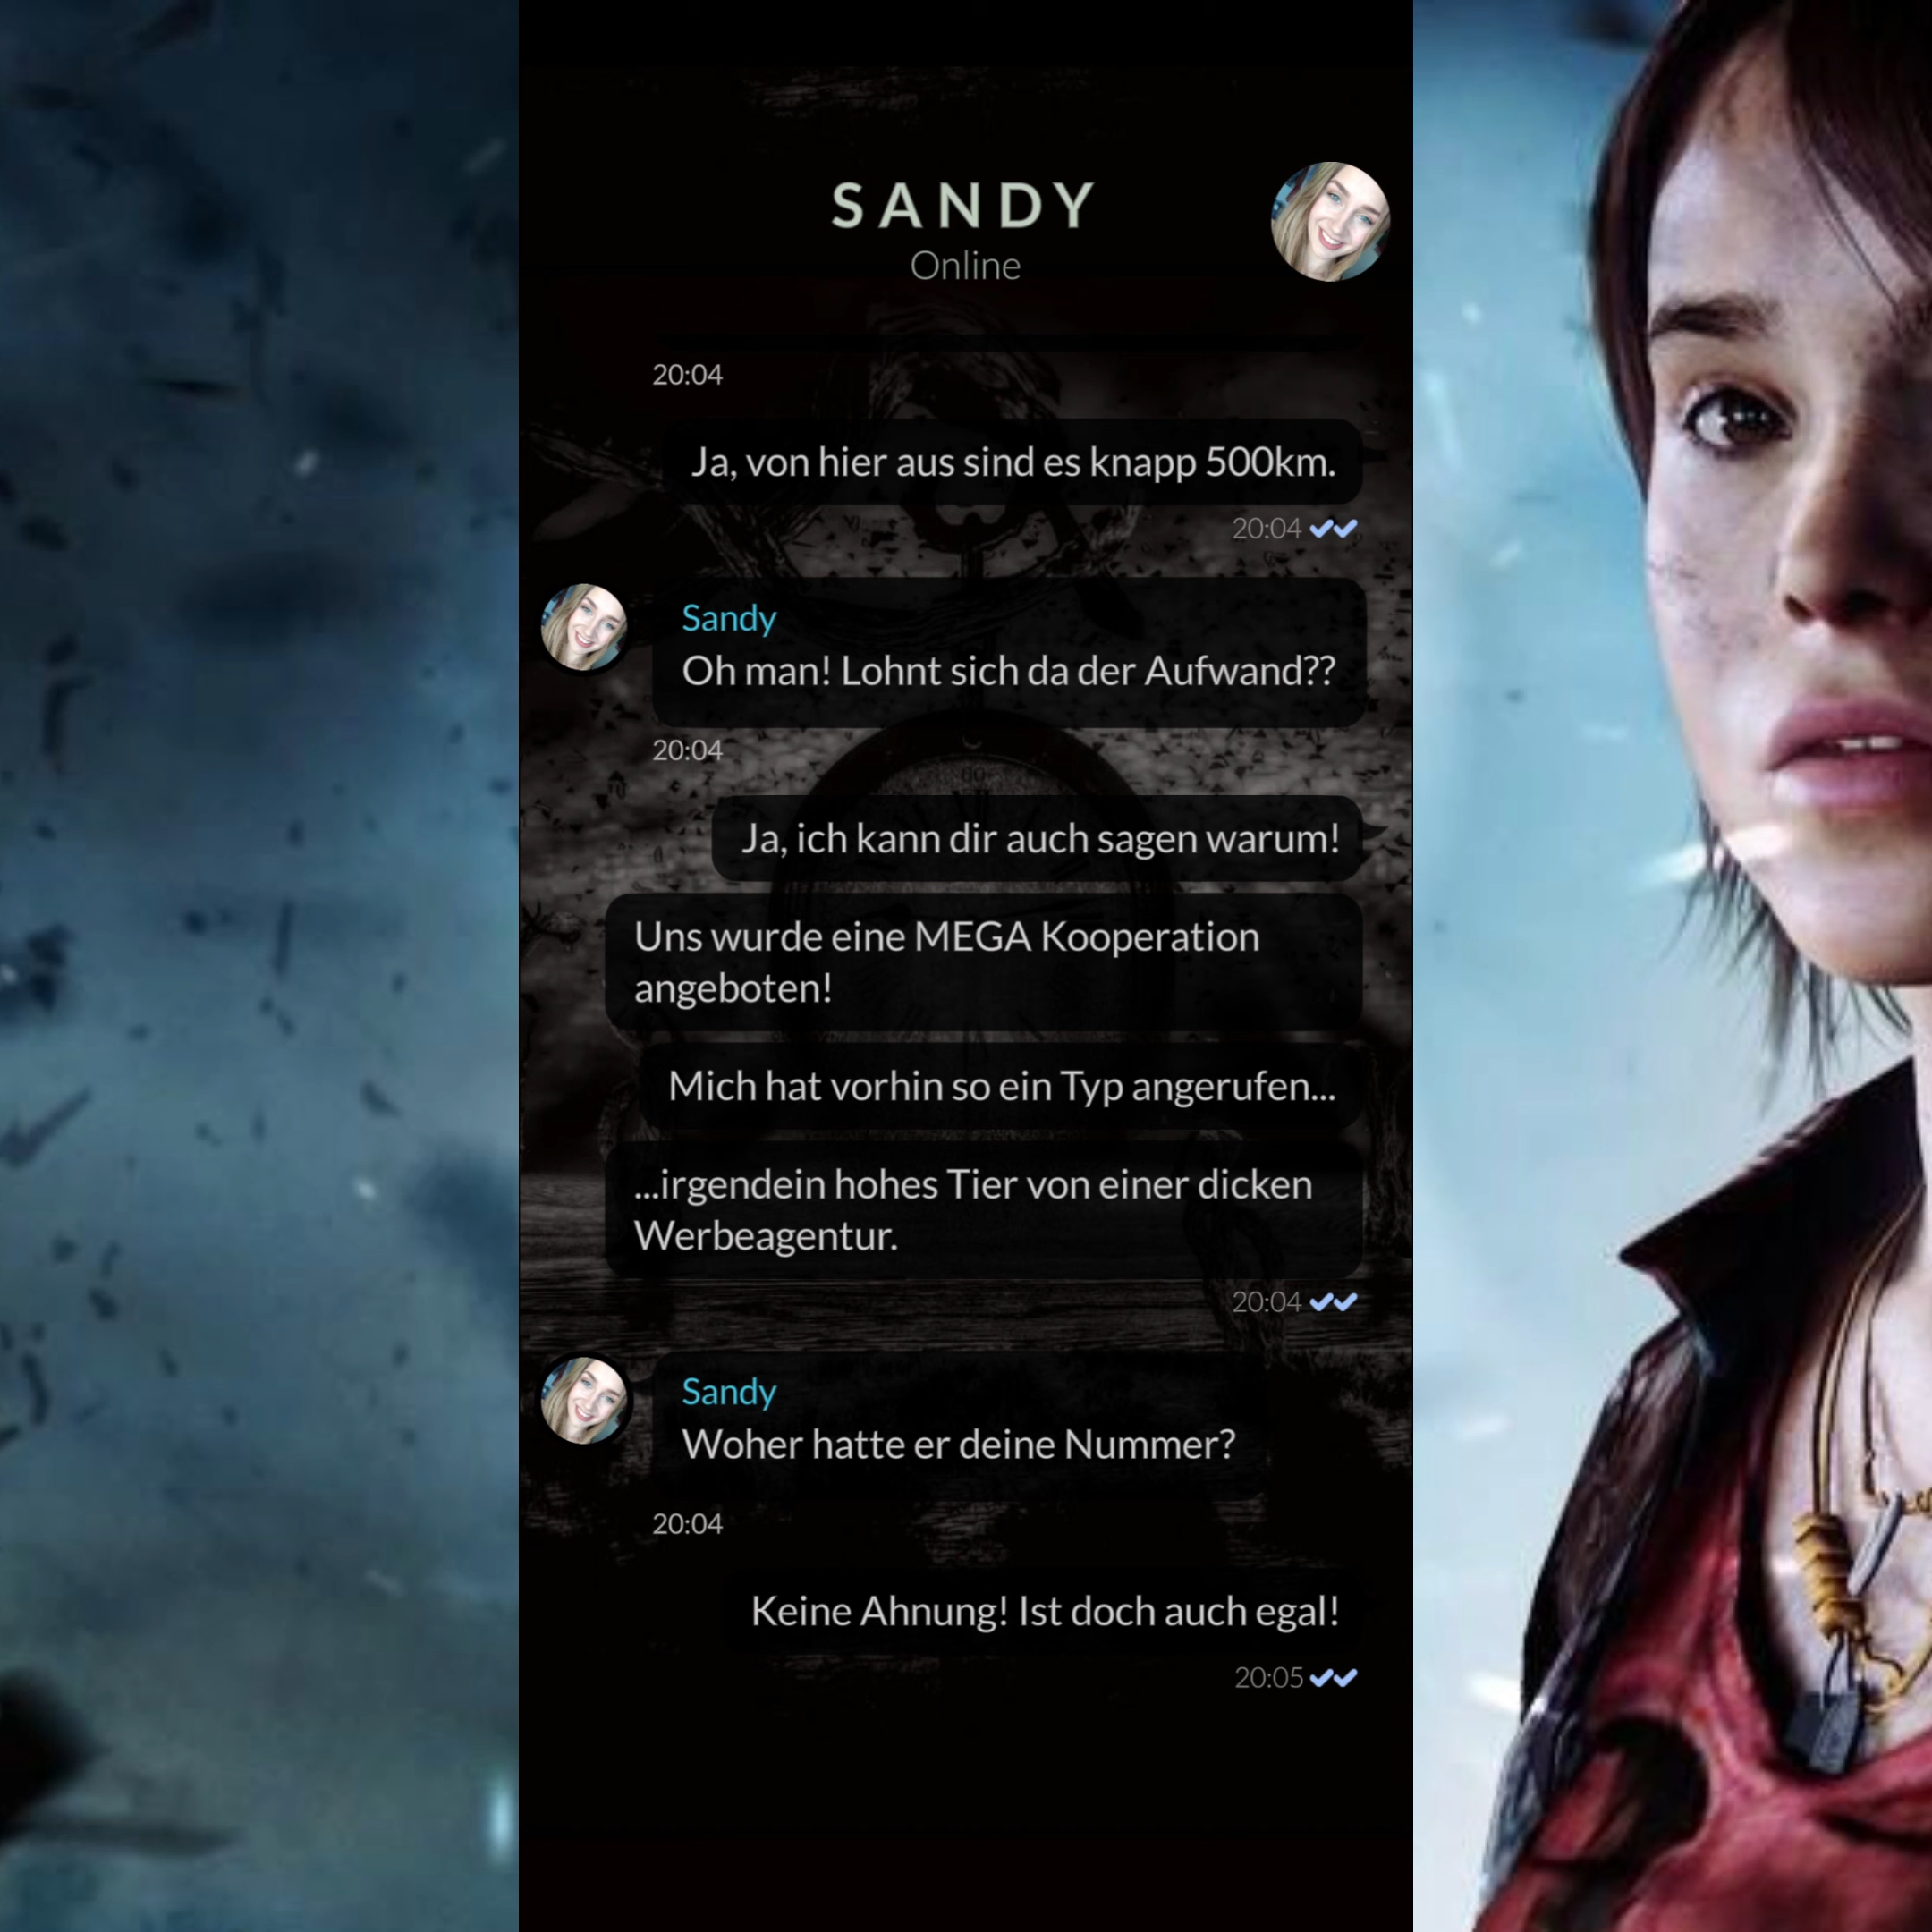 SANDY
Online
20:04
Ja, von hier aus sind es knapp 500km.
20:04
Sandy
Oh man! Lohnt sich da der Aufwand??
20:04
Ja, ich kann dir auch sagen warum!
Uns wurde eine MEGA Kooperation
angeboten!
Mich hat vorhin so ein Typ angerufen...
...irgendein hohes Tier von einer dicken
Werbeagentur.
20:04
Sandy
Woher hatte er deine Nummer?
20:04
Keine Ahnung! Ist doch auch egal!
20:05